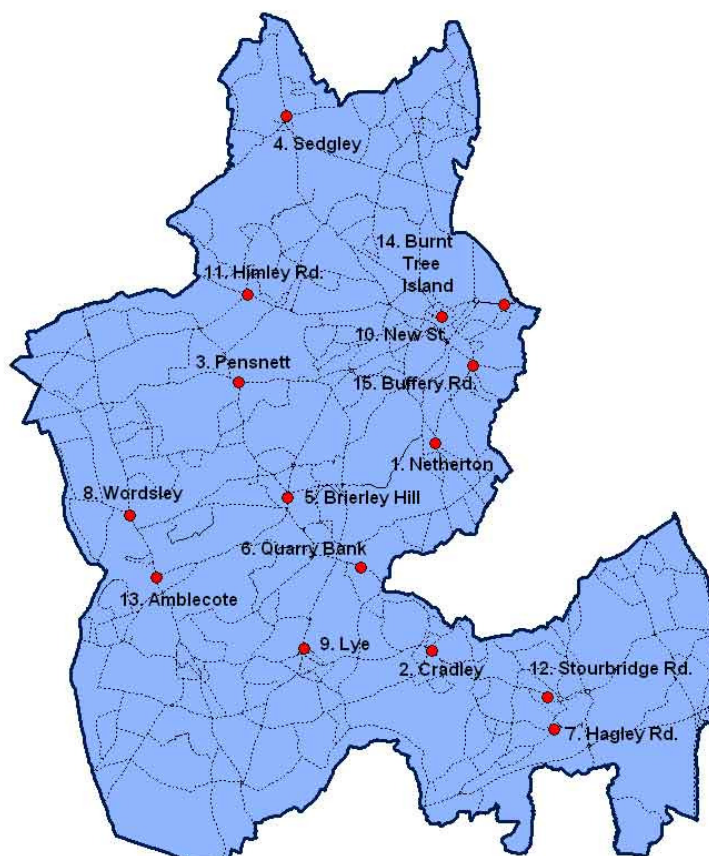 4. Sedgley
14. Burnt
Tree
Island
11. Himley Rd.
10. New St.
3. Pensnett
15. Buffery Rd.
1. Netherton
8. Wordsley
5. Brierley Hill
6. Quarry Bank
13. Amblecote
9. Lye
2. Cradley
12. Stourbridge Rd.
7. Hagley Rd.